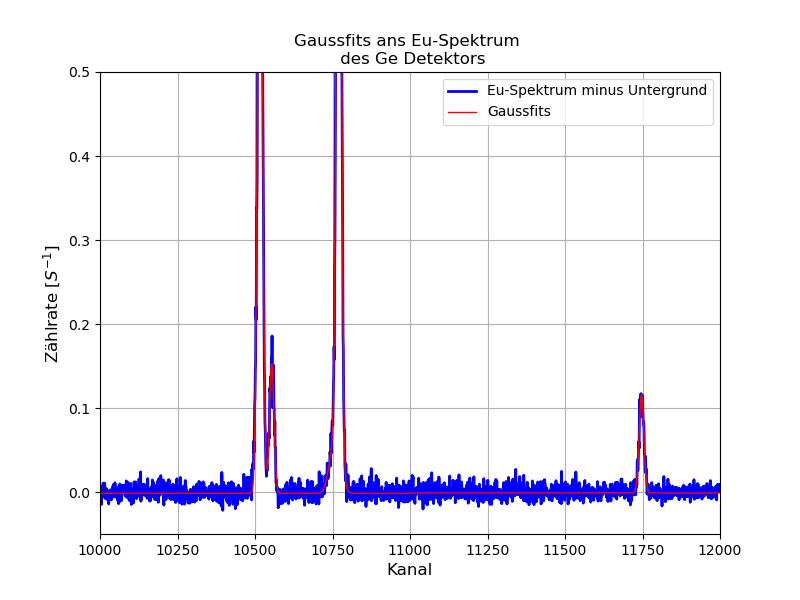 Gaussfits ans Eu-Spektrum
des Ge Detektors
Eu-Spektrum minus Untergrund
Gaussfits
Zählrate [$S^{-1}$]
0.5
0.4
0.3
0.2
0.1
0.0
10000 10250 10500 10750 11000 11250 11500 11750 12000
Kanal